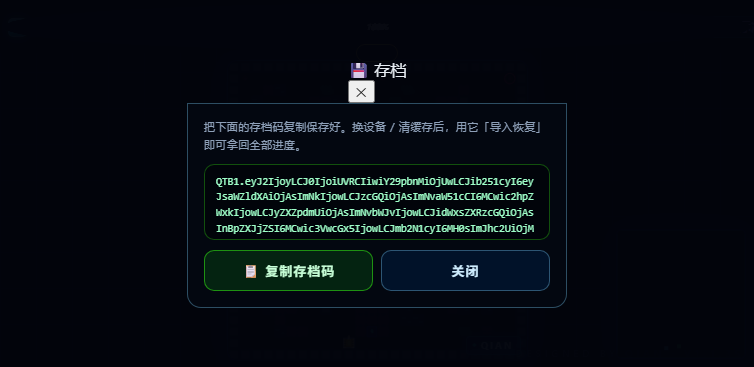 💾 存档
×
把下面的存档码复制保存好。换设备 / 清缓存后，用它「导入恢复」
即可拿回全部进度。
QTB1.eyJ2IjoyLCJ0IjoiUVRCIiwiY29pbnMiOjUwLCJib251cyI6ey
JsaWZldXAiOjAsImNkIjowLCJzcGQiOjAsImNvaW51cCI6MCwic2hpZ
WxkIjowLCJyZXZpdmUiOjAsImNvbWJvIjowLCJidWxsZXRzcGQiOjAs
InBpZXJjZSI6MCwic3VwcGx5IjowLCJmb2N1cyI6MH0sImJhc2UiOjM
📋 复制存档码
关闭